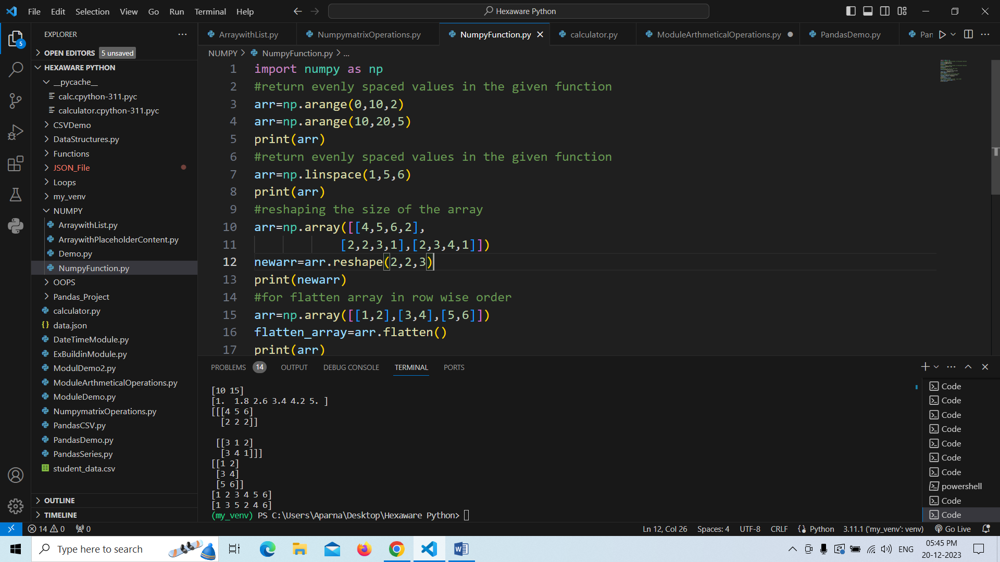 File Edit Selection View Go Run Terminal Help
Hexaware Python
EXPLORER
OPEN EDITORS 5 unsaved
HEXAWARE PYTHON
__pycache__
calc.cpython-311.pyc
calculator.cpython-311.pyc
CSVDemo
DataStructures.py
Functions
JSON_File
Loops
my_venv
NUMPY
ArraywithList.py
ArraywithPlaceholderContent.py
Demo.py
NumpyFunction.py
OOPS
Pandas_Project
calculator.py
data.json
DateTimeModule.py
ExBuildinModule.py
ModulDemo2.py
ModuleArthmeticalOperations.py
ModuleDemo.py
NumpymatrixOperations.py
PandasCSV.py
PandasDemo.py
PandasSeries,py
student_data.csv
OUTLINE
TIMELINE
5
ArraywithList.py NumpymatrixOperations.py NumpyFunction.py calculator.py ModuleArthmeticalOperations.py PandasDemo.py Pan
NUMPY > NumpyFunction.py > ...
1 import numpy as np
2 #return evenly spaced values in the given function
3 arr=np.arange(0,10,2)
4 arr=np.arange(10,20,5)
5 print(arr)
6 #return evenly spaced values in the given function
7 arr=np.linspace(1,5,6)
8 print(arr)
9 #reshaping the size of the array
10 arr=np.array([[4,5,6,2],
11 [2,2,3,1],[2,3,4,1]])
12 newarr=arr.reshape(2,2,3)
13 print(newarr)
14 #for flatten array in row wise order
15 arr=np.array([[1,2],[3,4],[5,6]])
16 flatten_array=arr.flatten()
17 print(arr)
PROBLEMS 14 OUTPUT DEBUG CONSOLE TERMINAL PORTS
[10 15]
[1.  1.8 2.6 3.4 4.2 5. ]
[[[4 5 6]
[2 2 2]]
[[3 1 2]
[3 4 1]]]
[[1 2]
[3 4]
[5 6]]
[1 2 3 4 5 6]
[1 3 5 2 4 6]
(my_venv) PS C:\Users\Aparna\Desktop\Hexaware Python>
Code
Code
Code
Code
Code
Code
Code
powershell
Code
Code
14 0 0 Ln 12, Col 26 Spaces: 4 UTF-8 CRLF Python 3.11.1 ('my_venv': venv) Go Live
Type here to search
ENG
05:45 PM
20-12-2023